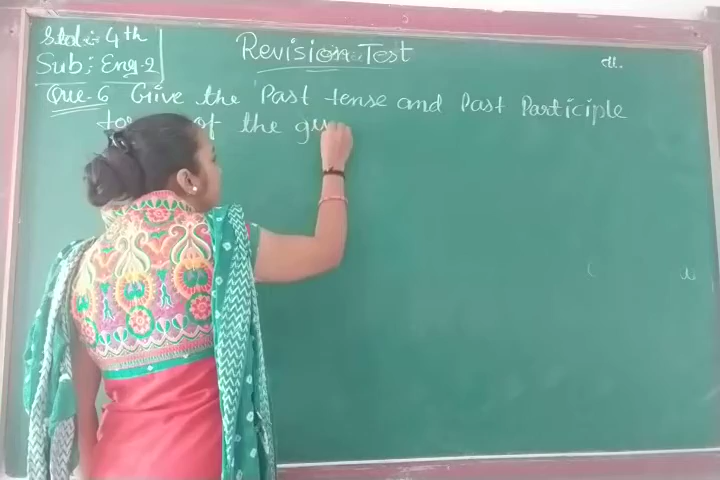 Std :- 4th
Sub : Eng-2
Revision Test
dt.
Que-6 Give the Past tense and Past Participle
of the gi